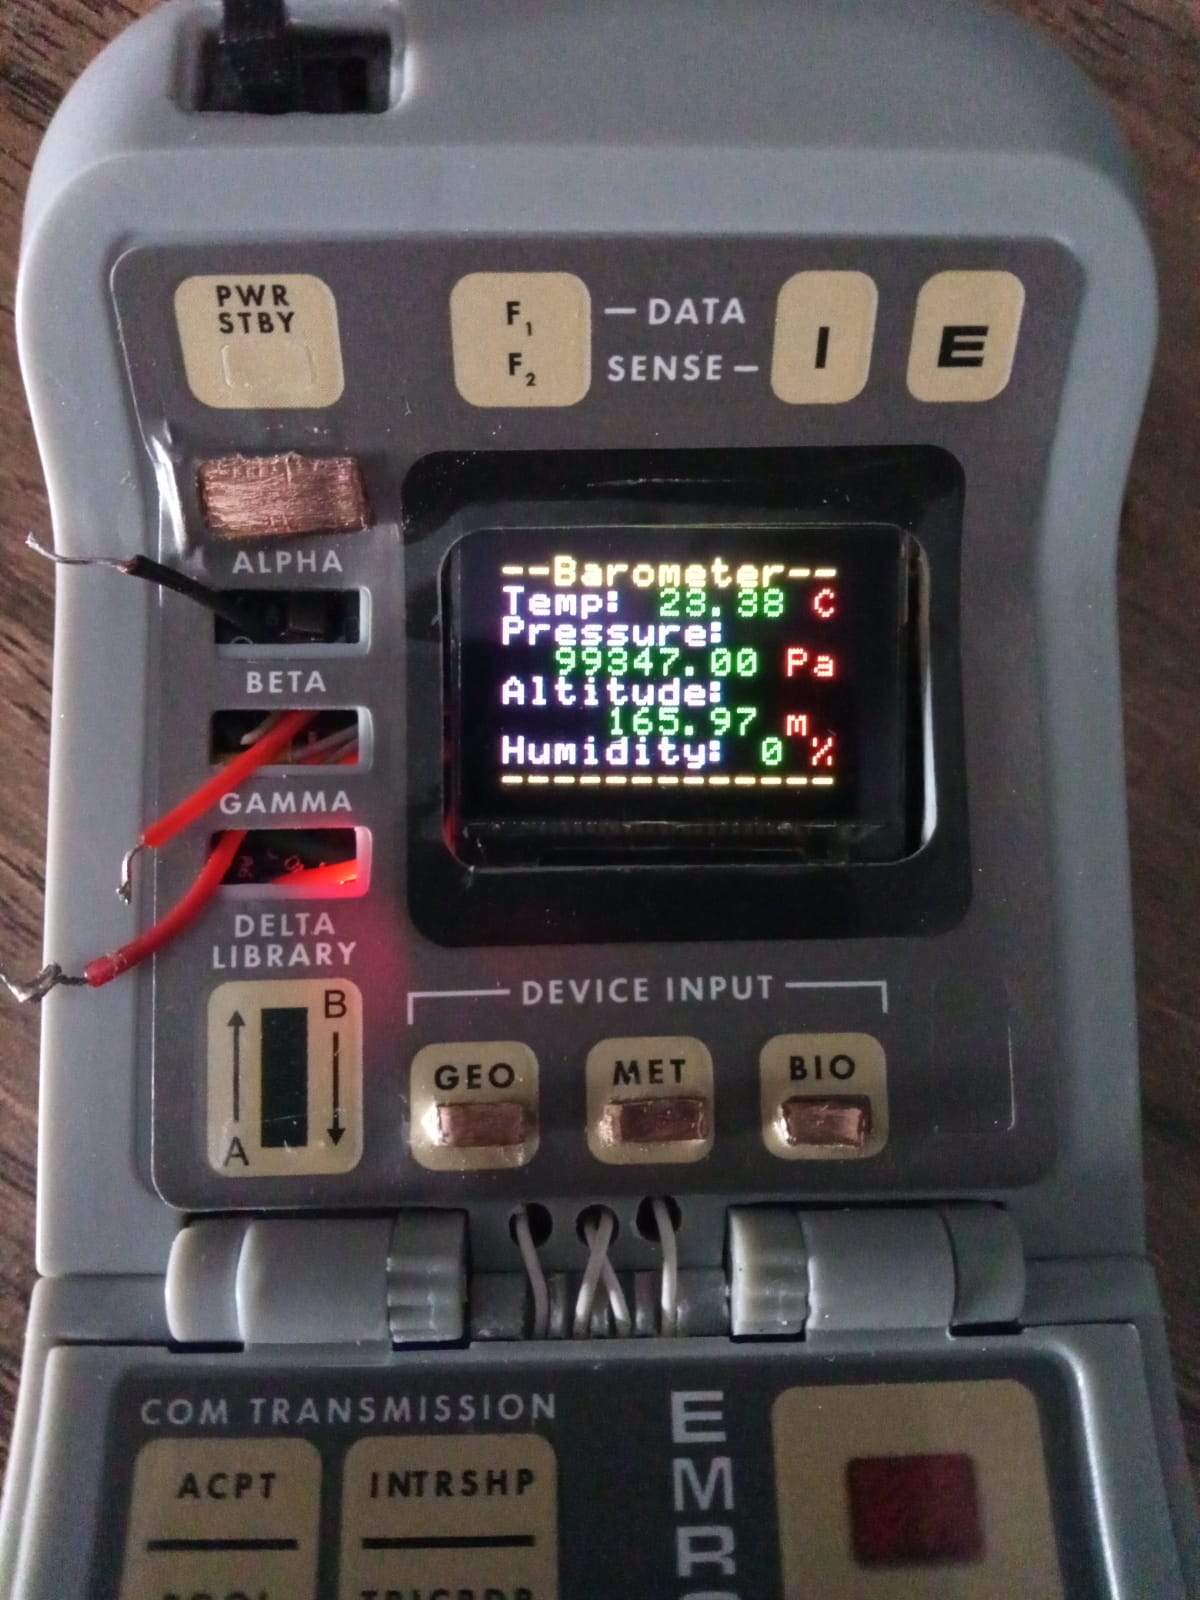 PWR
STBY
F1
F2
– DATA
SENSE –
I
E
ALPHA
BETA
GAMMA
DELTA
--Barometer--
Temp: 23.38 C
Pressure:
99347.00 Pa
Altitude:
165.97 m
Humidity: 0 %
-------------
LIBRARY
B
A
DEVICE INPUT
GEO
MET
BIO
COM TRANSMISSION
ACPT
INTRSHP
EMR